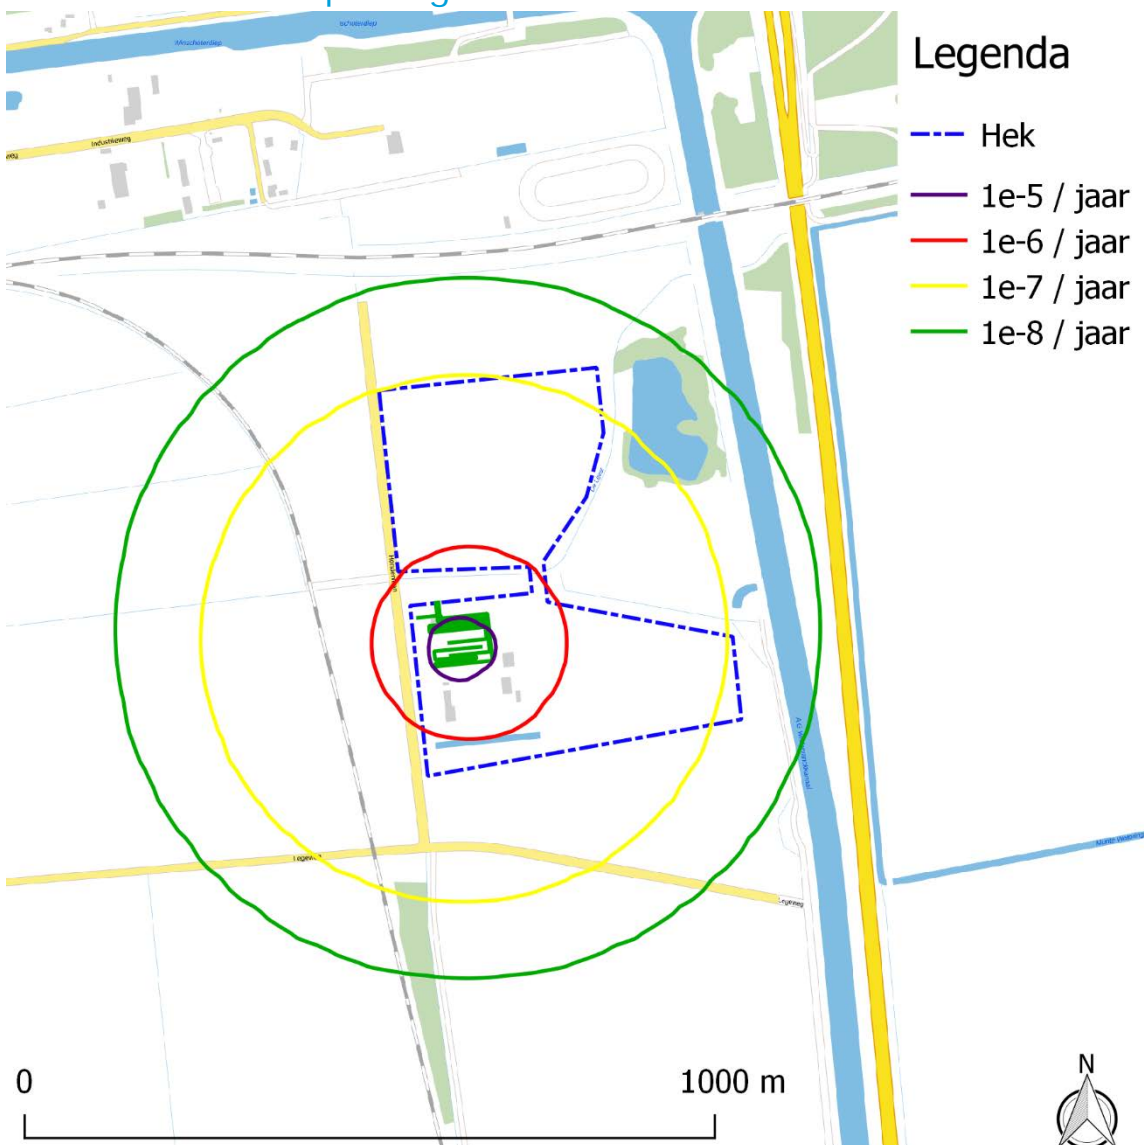 Legenda
Hek
1e-5 / jaar
1e-6 / jaar
1e-7 / jaar
1e-8 / jaar
Industrieweg
Legeweg
Legeweg
0
1000 m
N